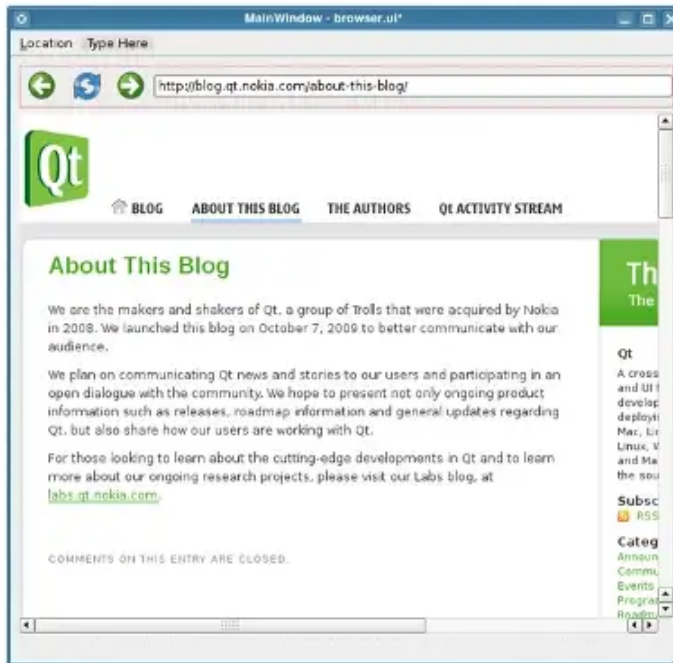 MainWindow - browser.ui*
Location Type Here
http://blog.qt.nokia.com/about-this-blog/
Qt
BLOG ABOUT THIS BLOG THE AUTHORS Qt ACTIVITY STREAM
About This Blog
We are the makers and shakers of Qt, a group of Trolls that were acquired by Nokia
in 2008. We launched this blog on October 7, 2009 to better communicate with our
audience.
We plan on communicating Qt news and stories to our users and participating in an
open dialogue with the community. We hope to present not only ongoing product
information such as releases, roadmap information and general updates regarding
Qt, but also share how our users are working with Qt.
For those looking to learn about the cutting-edge developments in Qt and to learn
more about our ongoing research projects, please visit our Labs blog, at
labs.qt.nokia.com.
COMMENTS ON THIS ENTRY ARE CLOSED.
Th
The
Qt
A cross
and UI
develop
deployi
Mac, Lin
Linux, W
and Ma
the sou
Subsc
RSS
Categ
Announ
Commu
Events
Progra
Roadm